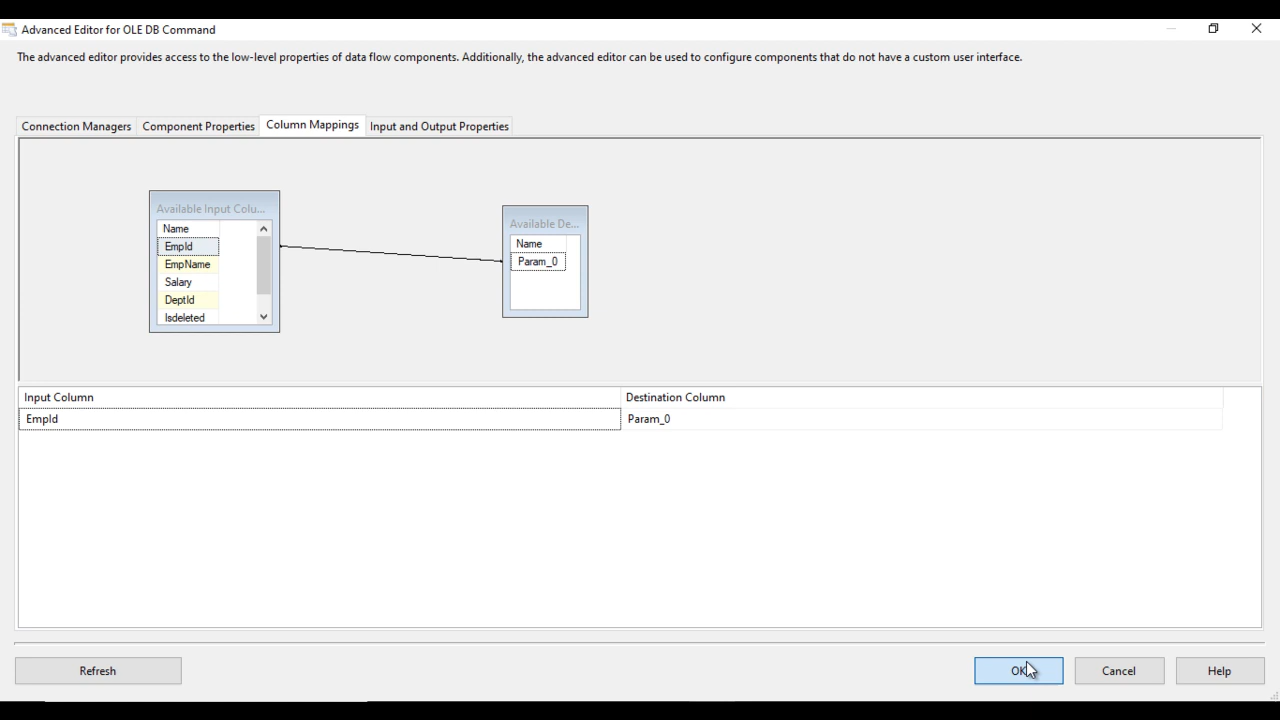 Advanced Editor for OLE DB Command
The advanced editor provides access to the low-level properties of data flow components. Additionally, the advanced editor can be used to configure components that do not have a custom user interface.
Connection Managers Component Properties Column Mappings Input and Output Properties
Available Input Colu...
Name
EmpId
EmpName
Salary
DeptId
Isdeleted
Available De...
Name
Param_0
Input Column Destination Column
EmpId Param_0
Refresh OK Cancel Help